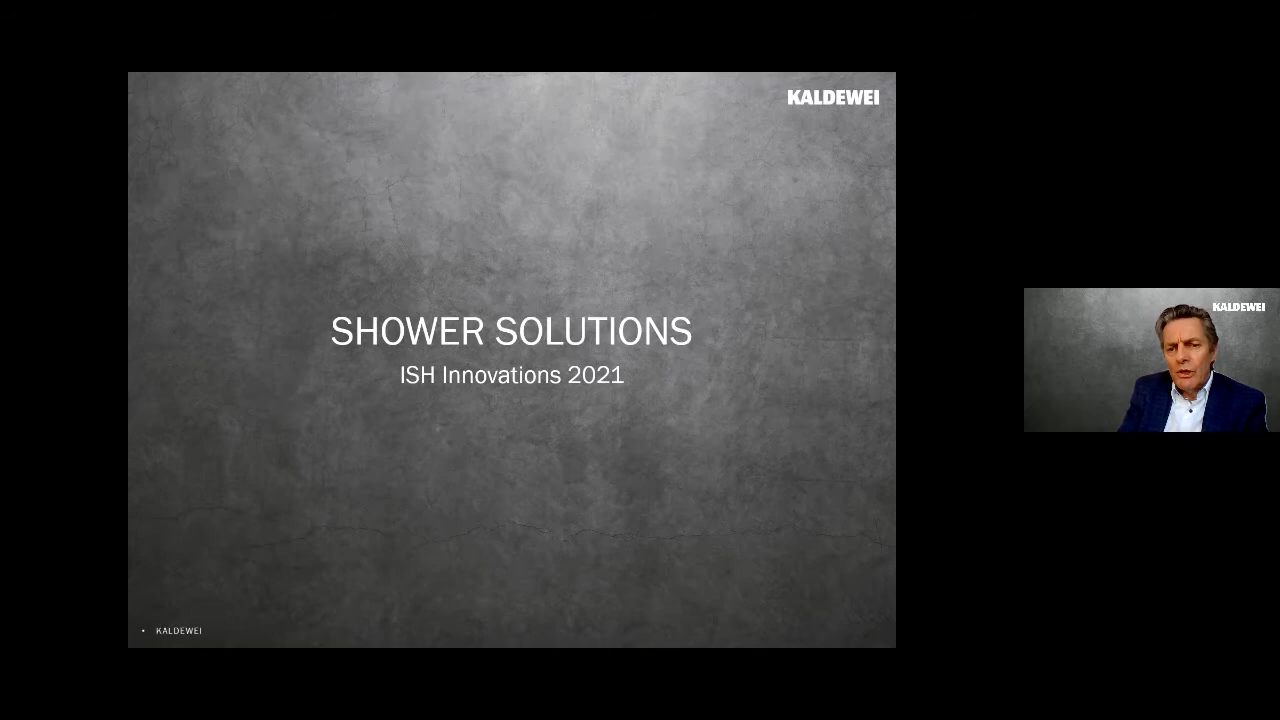 KALDEWEI
SHOWER SOLUTIONS
ISH Innovations 2021
• KALDEWEI
KALDEWEI